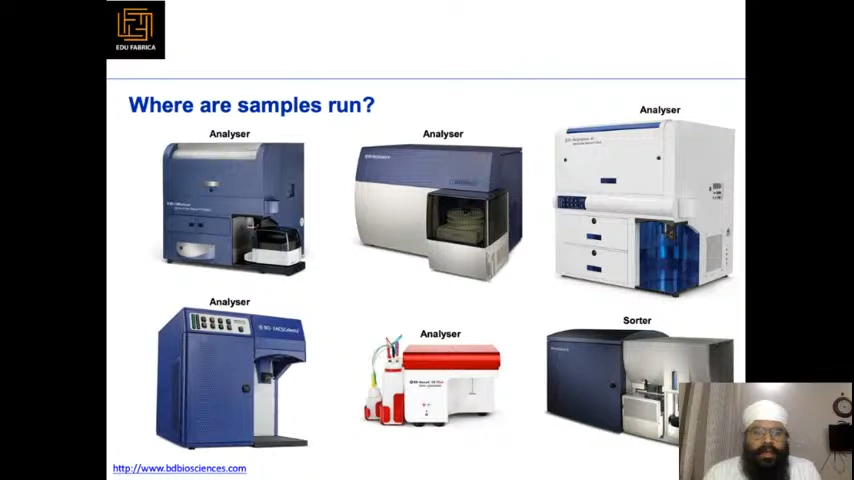 EDU FABRICA
Where are samples run?
Analyser
Analyser
Analyser
Analyser
Analyser
Sorter
http://www.bdbiosciences.com